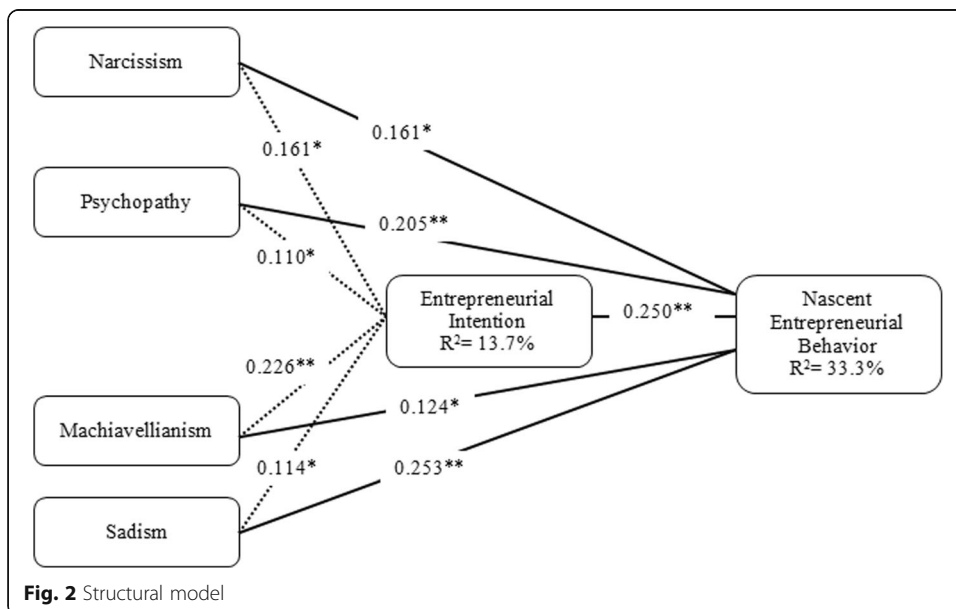 Narcissism
0.161*
0.161*
Psychopathy
0.205**
0.110*
Entrepreneurial
Intention
R²= 13.7%
0.250**
Nascent
Entrepreneurial
Behavior
R²= 33.3%
0.226**
Machiavellianism
0.124*
0.114*
0.253**
Sadism
Fig. 2 Structural model